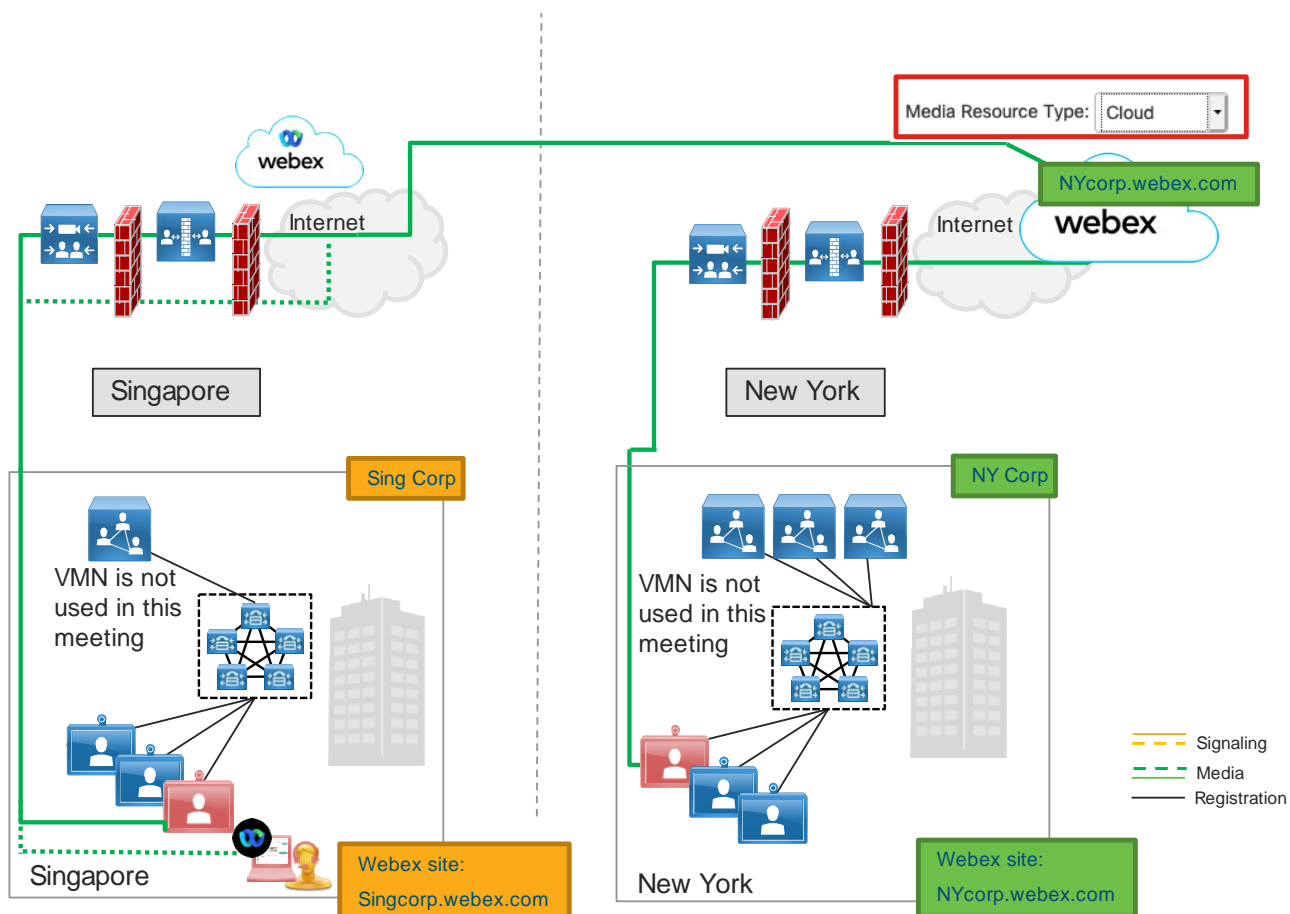 Media Resource Type: Cloud
webex
NYcorp.webex.com
Internet
Internet
webex
Singapore
New York
Sing Corp
NY Corp
VMN is not
used in this
meeting
VMN is not
used in this
meeting
Signaling
Media
Registration
Singapore
Webex site:
Singcorp.webex.com
New York
Webex site:
NYcorp.webex.com